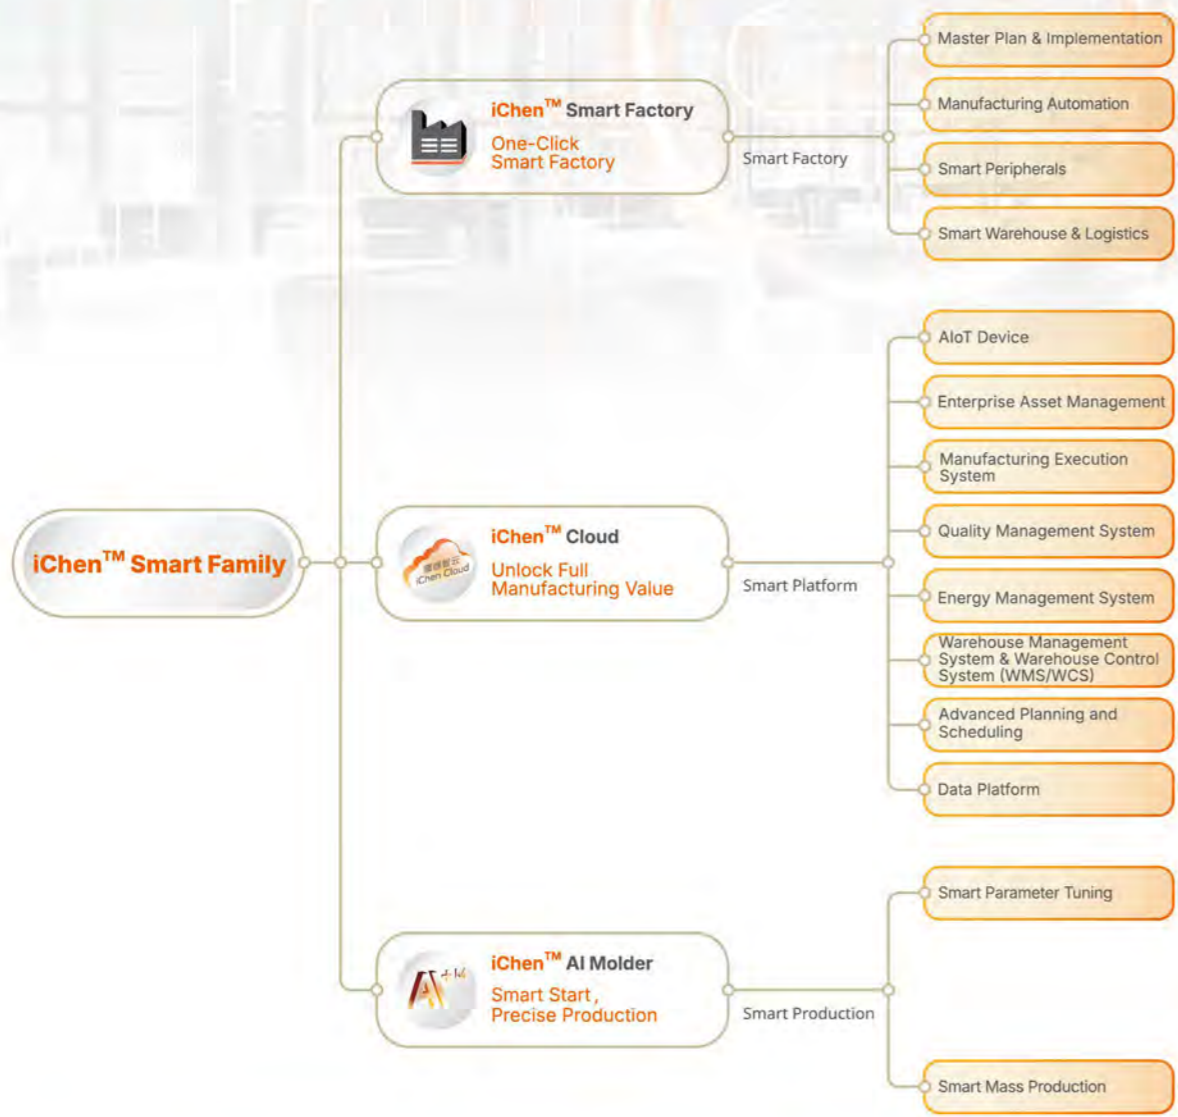 iChen™ Smart Family
iChen™ Smart Factory
One-Click
Smart Factory
Smart Factory
Master Plan & Implementation
Manufacturing Automation
Smart Peripherals
Smart Warehouse & Logistics
iChen Cloud
iChen™ Cloud
Unlock Full
Manufacturing Value
Smart Platform
AIoT Device
Enterprise Asset Management
Manufacturing Execution
System
Quality Management System
Energy Management System
Warehouse Management
System & Warehouse Control
System (WMS/WCS)
Advanced Planning and
Scheduling
Data Platform
iChen™ AI Molder
Smart Start,
Precise Production
Smart Production
Smart Parameter Tuning
Smart Mass Production